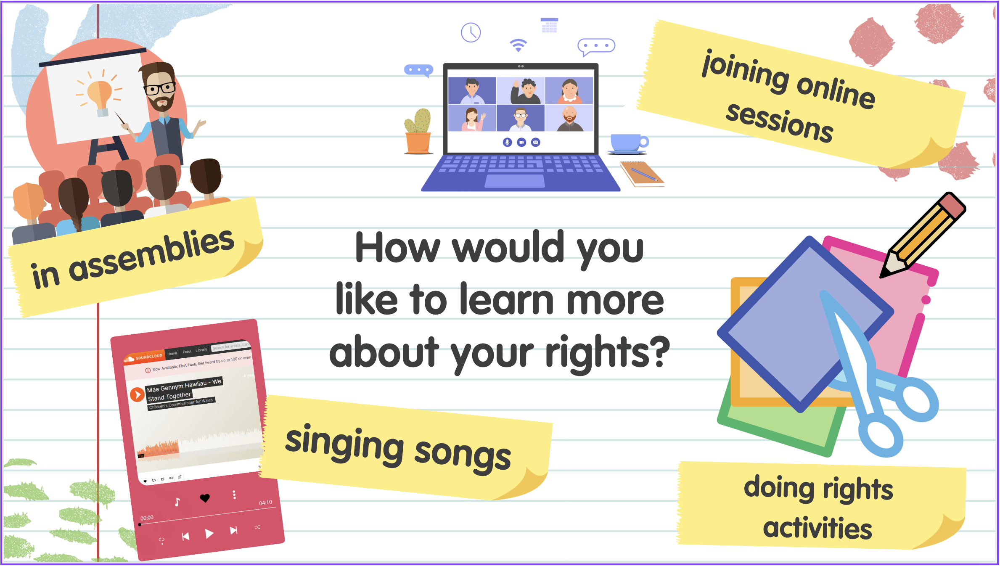 joining online
sessions
in assemblies
How would you
like to learn more
about your rights?
SOUNDCLOUD
Home
Feed
Library
Search for artists, band
Now Available: First Fans. Get heard by up to 100 or even
4 yea
Mae Gennym Hawliau - We
Stand Together
Children's Commissioner for Wales
00:00
04:10
singing songs
doing rights
activities